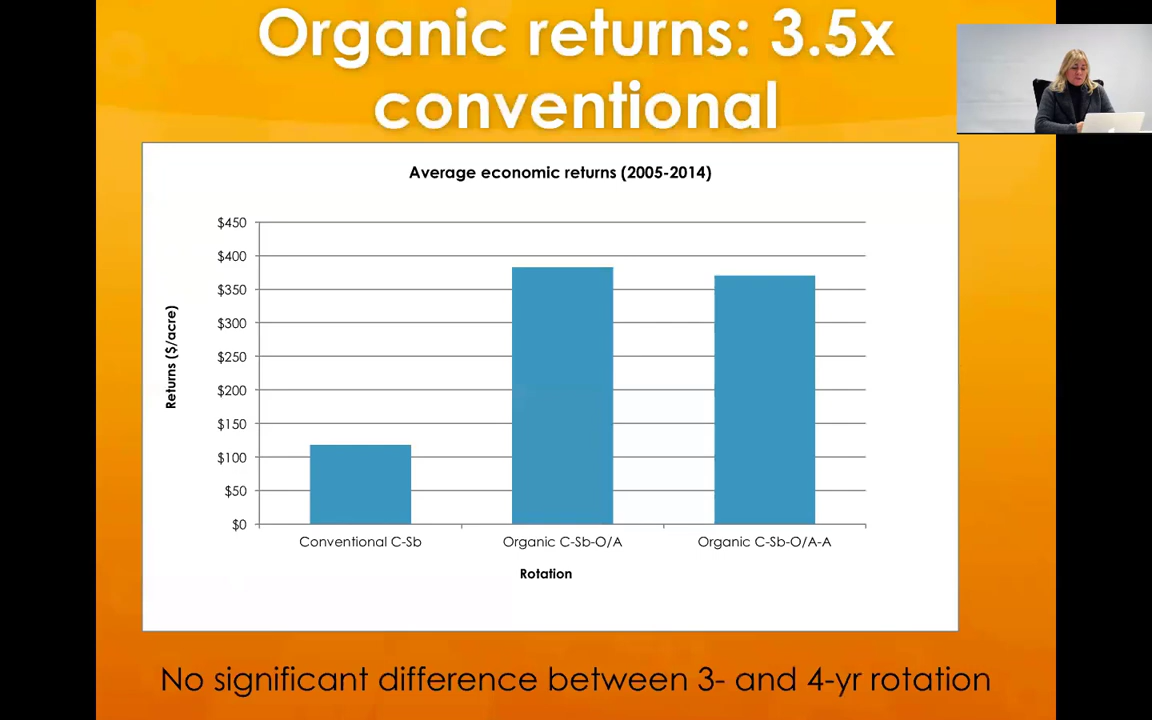 Organic returns: 3.5x
conventional
Average economic returns (2005-2014)
Returns ($/acre)
$450
$400
$350
$300
$250
$200
$150
$100
$50
$0
Conventional C-Sb
Organic C-Sb-O/A
Organic C-Sb-O/A-A
Rotation
No significant difference between 3- and 4-yr rotation